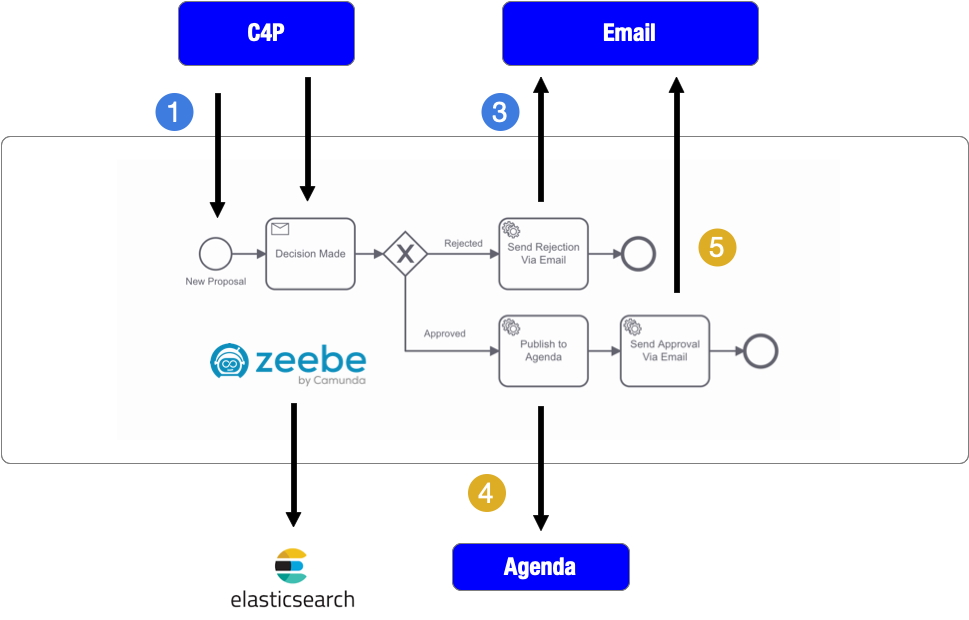 C4P
Email
1
3
Decision Made
Rejected
Send Rejection
Via Email
5
New Proposal
Approved
Publish to
Agenda
Send Approval
Via Email
zeebe
by Camunda
4
Agenda
elasticsearch